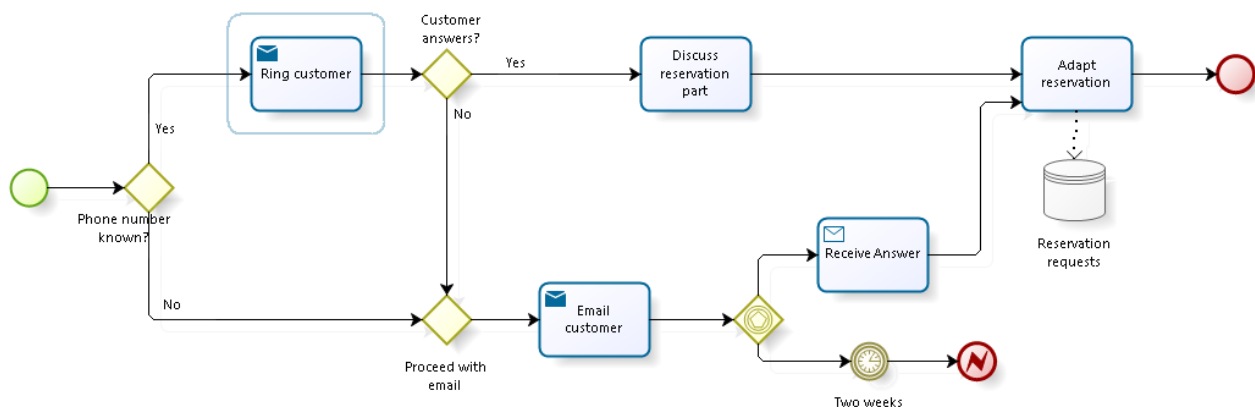 Customer
answers?
Ring customer
Yes
Discuss
reservation
part
Adapt
reservation
No
Yes
Phone number
known?
Reservation
requests
Receive Answer
No
Email
customer
Proceed with
email
Two weeks